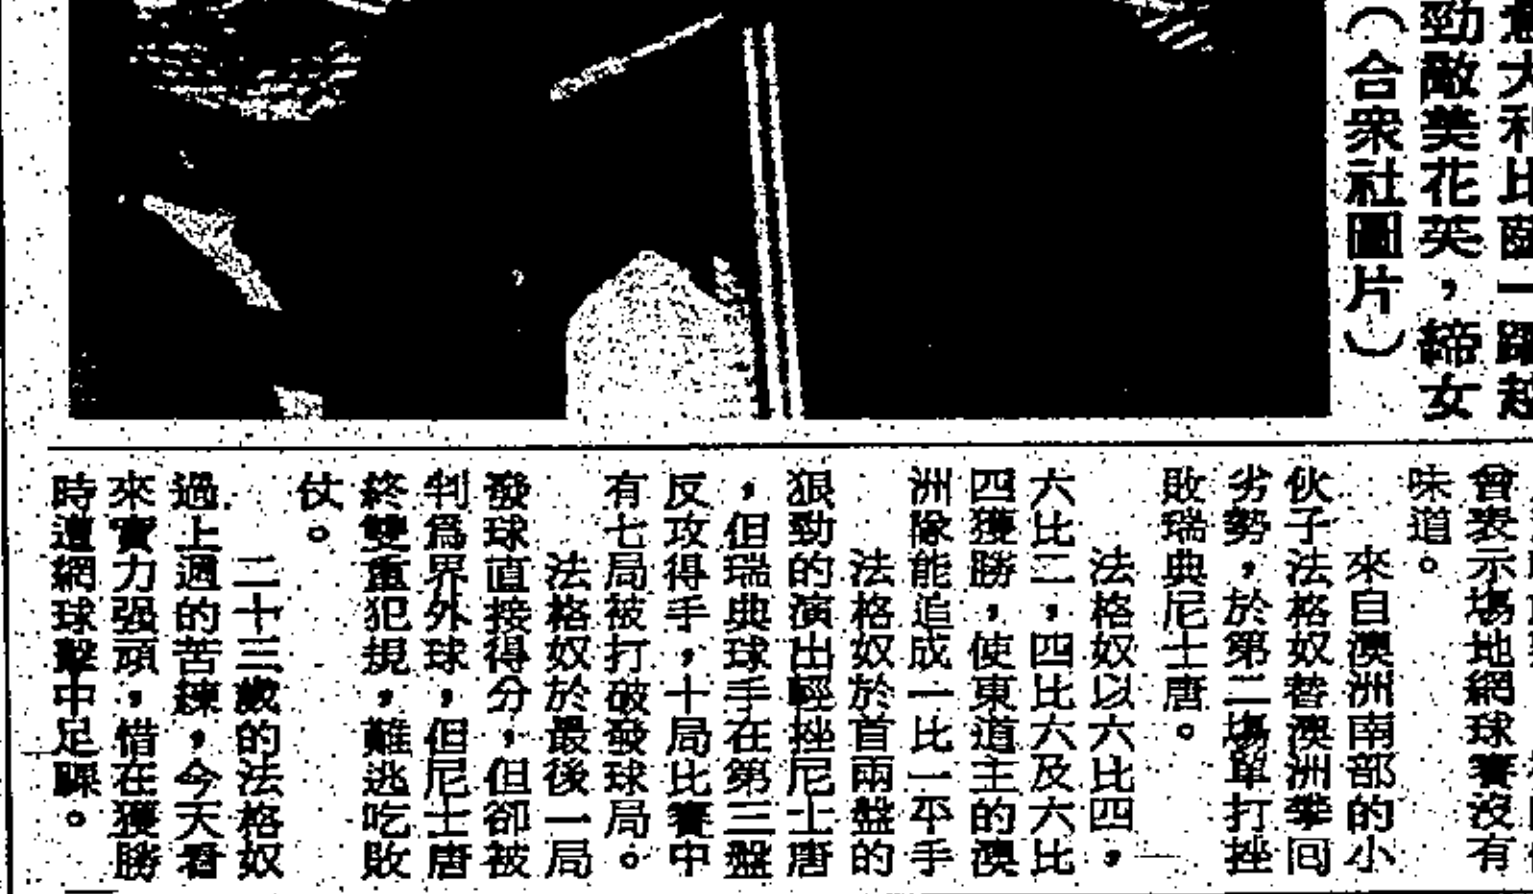 意大利比薩一躍越
勁敵美花英，締女
（合衆社圖片）
曾表示塲地網球賽沒有
味道。
來自澳洲南部的小
伙子法格奴替澳洲挙回
劣勢，於第二塲單打挫
敗瑞典尼士唐。
法格奴以六比四，
六比二，四比六及六比
四獲勝，使東道主的澳
洲隊能追成一比一平手
法格奴於首兩盤的
狠勁的演出輕挫尼士唐
，但瑞典球手在第三盤
反攻得手，十局比賽中
有七局被打破發球局。
法格奴於最後一局
發球直接得分，但卻被
判爲界外球，但尼士唐
終雙重犯規，難逃吃敗
仗。
二十三歲的法格奴
過上週的苦練，今天看
來實力强頑，惜在獲勝
時遭網球擊中足踝。